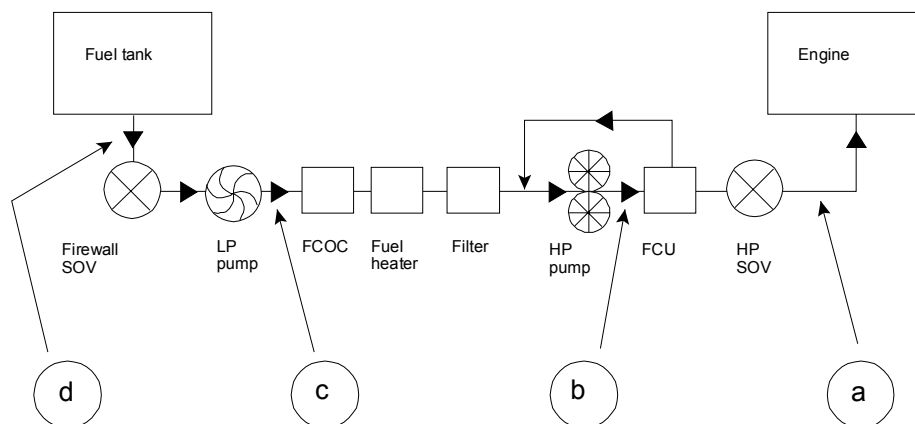 Fuel tank
Engine
Firewall
SOV
LP
pump
FCOC
Fuel
heater
Filter
HP
pump
FCU
HP
SOV
d
c
b
a